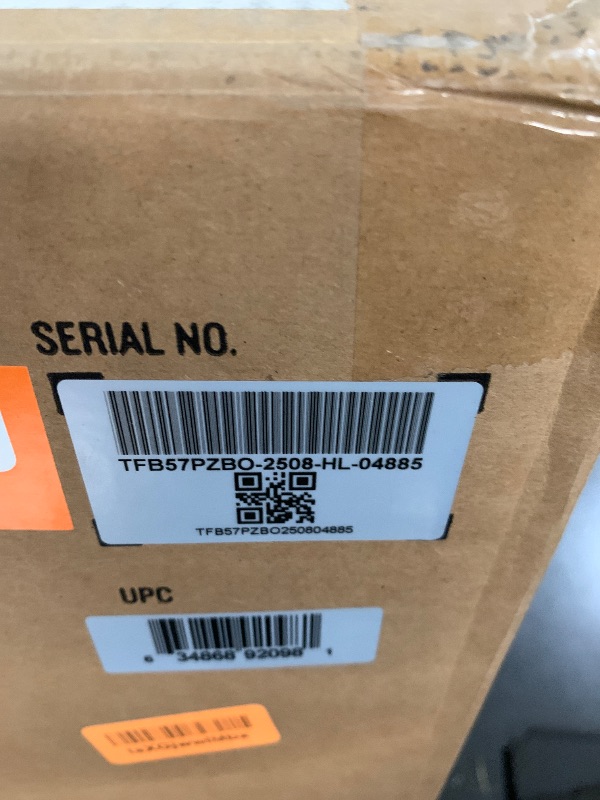 SERIAL NO.
TFB57PZBO-2508-HL-04885
TFB57PZBO250804885
UPC
6 34868 92098 1